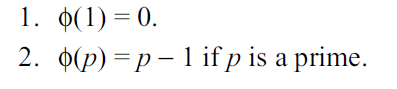 1. ϕ(1) = 0.
2. ϕ(p) = p – 1 if p is a prime.